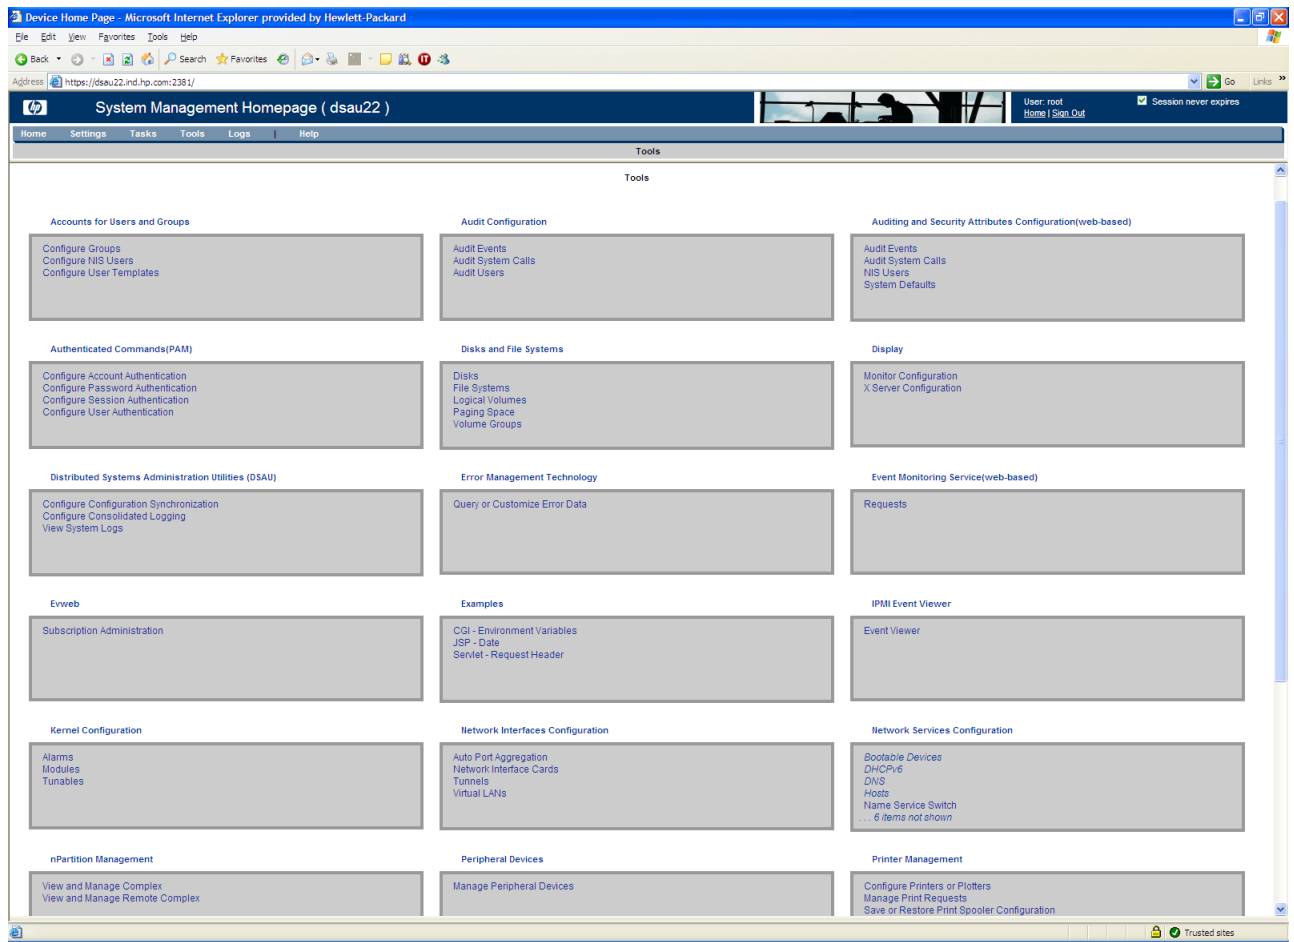 Device Home Page - Microsoft Internet Explorer provided by Hewlett-Packard
File Edit View Favorites Tools Help
Back Search Favorites
Address https://dsau22.ind.hp.com:2381/ Go Links »
hp System Management Homepage ( dsau22 ) User: root Session never expires
Home | Sign Out
Home Settings Tasks Tools Logs | Help
Tools
Tools
Accounts for Users and Groups
Configure Groups
Configure NIS Users
Configure User Templates
Audit Configuration
Audit Events
Audit System Calls
Audit Users
Auditing and Security Attributes Configuration(web-based)
Audit Events
Audit System Calls
NIS Users
System Defaults
Authenticated Commands(PAM)
Configure Account Authentication
Configure Password Authentication
Configure Session Authentication
Configure User Authentication
Disks and File Systems
Disks
File Systems
Logical Volumes
Paging Space
Volume Groups
Display
Monitor Configuration
X Server Configuration
Distributed Systems Administration Utilities (DSAU)
Configure Configuration Synchronization
Configure Consolidated Logging
View System Logs
Error Management Technology
Query or Customize Error Data
Event Monitoring Service(web-based)
Requests
Evweb
Subscription Administration
Examples
CGI - Environment Variables
JSP - Date
Servlet - Request Header
IPMI Event Viewer
Event Viewer
Kernel Configuration
Alarms
Modules
Tunables
Network Interfaces Configuration
Auto Port Aggregation
Network Interface Cards
Tunnels
Virtual LANs
Network Services Configuration
Bootable Devices
DHCPv6
DNS
Hosts
Name Service Switch
. . . 6 items not shown
nPartition Management
View and Manage Complex
View and Manage Remote Complex
Peripheral Devices
Manage Peripheral Devices
Printer Management
Configure Printers or Plotters
Manage Print Requests
Save or Restore Print Spooler Configuration
Trusted sites